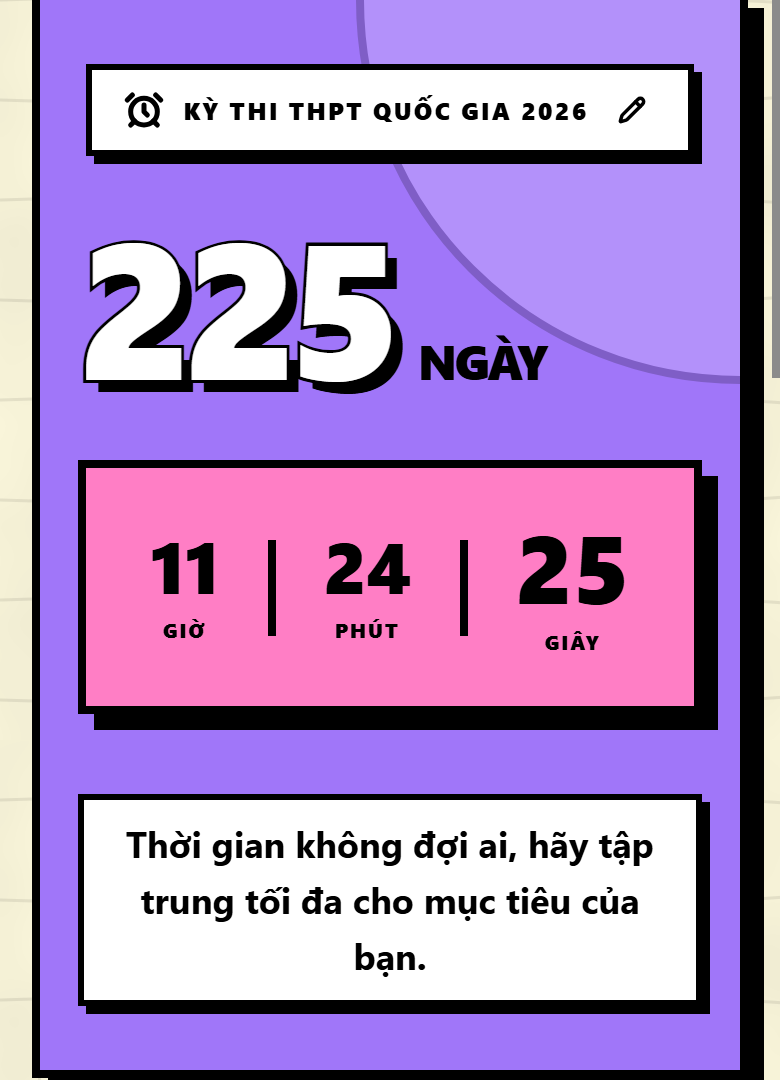 KỲ THI THPT QUỐC GIA 2026
225 NGÀY
11 24 25
GIỜ PHÚT GIÂY
Thời gian không đợi ai, hãy tập
trung tối đa cho mục tiêu của
bạn.